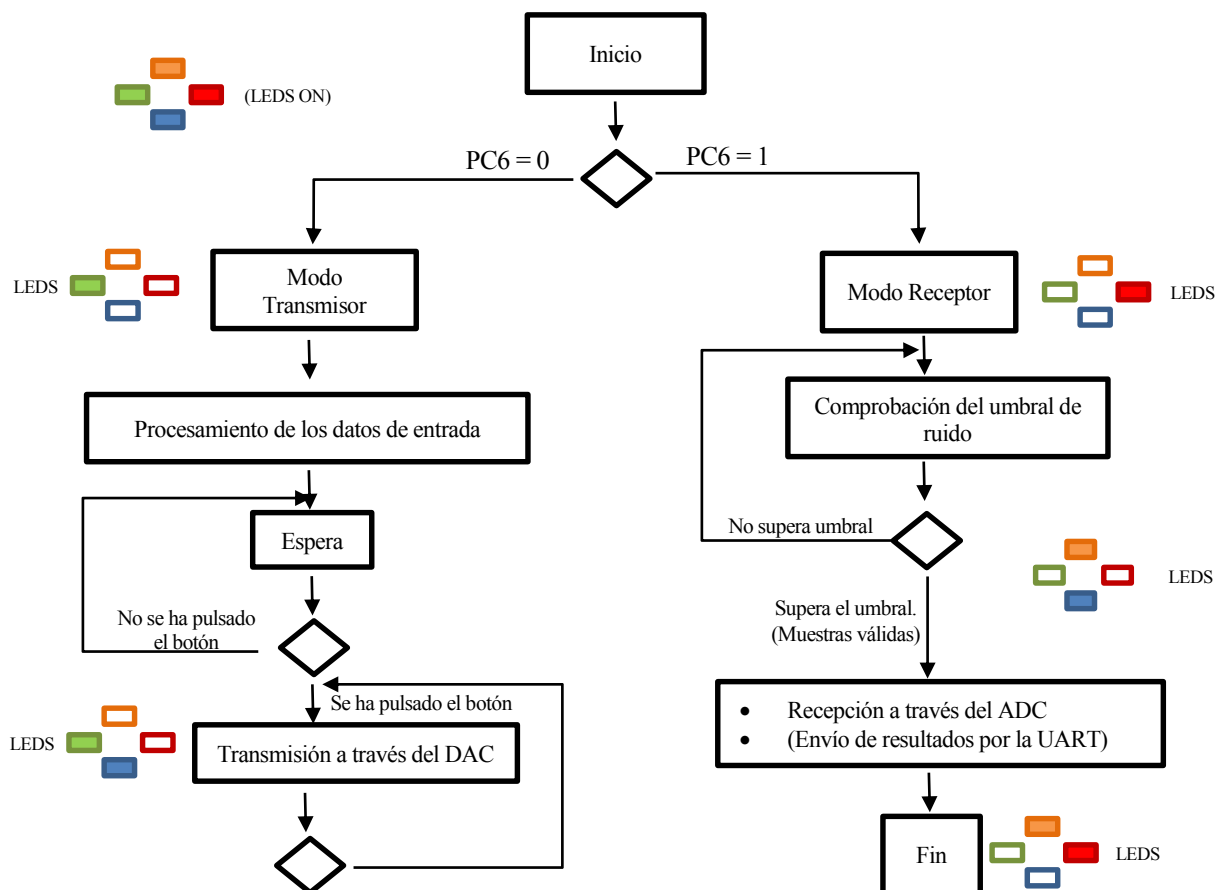 Inicio
(LEDS ON)
PC6 = 0
PC6 = 1
LEDS
Modo
Transmisor
Modo Receptor
LEDS
Procesamiento de los datos de entrada
Comprobación del umbral de
ruido
Espera
No supera umbral
No se ha pulsado
el botón
LEDS
Supera el umbral.
(Muestras válidas)
Se ha pulsado el botón
LEDS
Transmisión a través del DAC
• Recepción a través del ADC
• (Envío de resultados por la UART)
Fin
LEDS